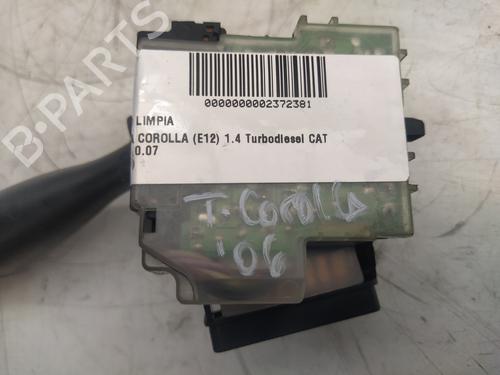 B-PARTS
0000000002372381
LIMPIA
COROLLA (E12) 1.4 Turbodiesel CAT
0.07
T. Corolla
'06